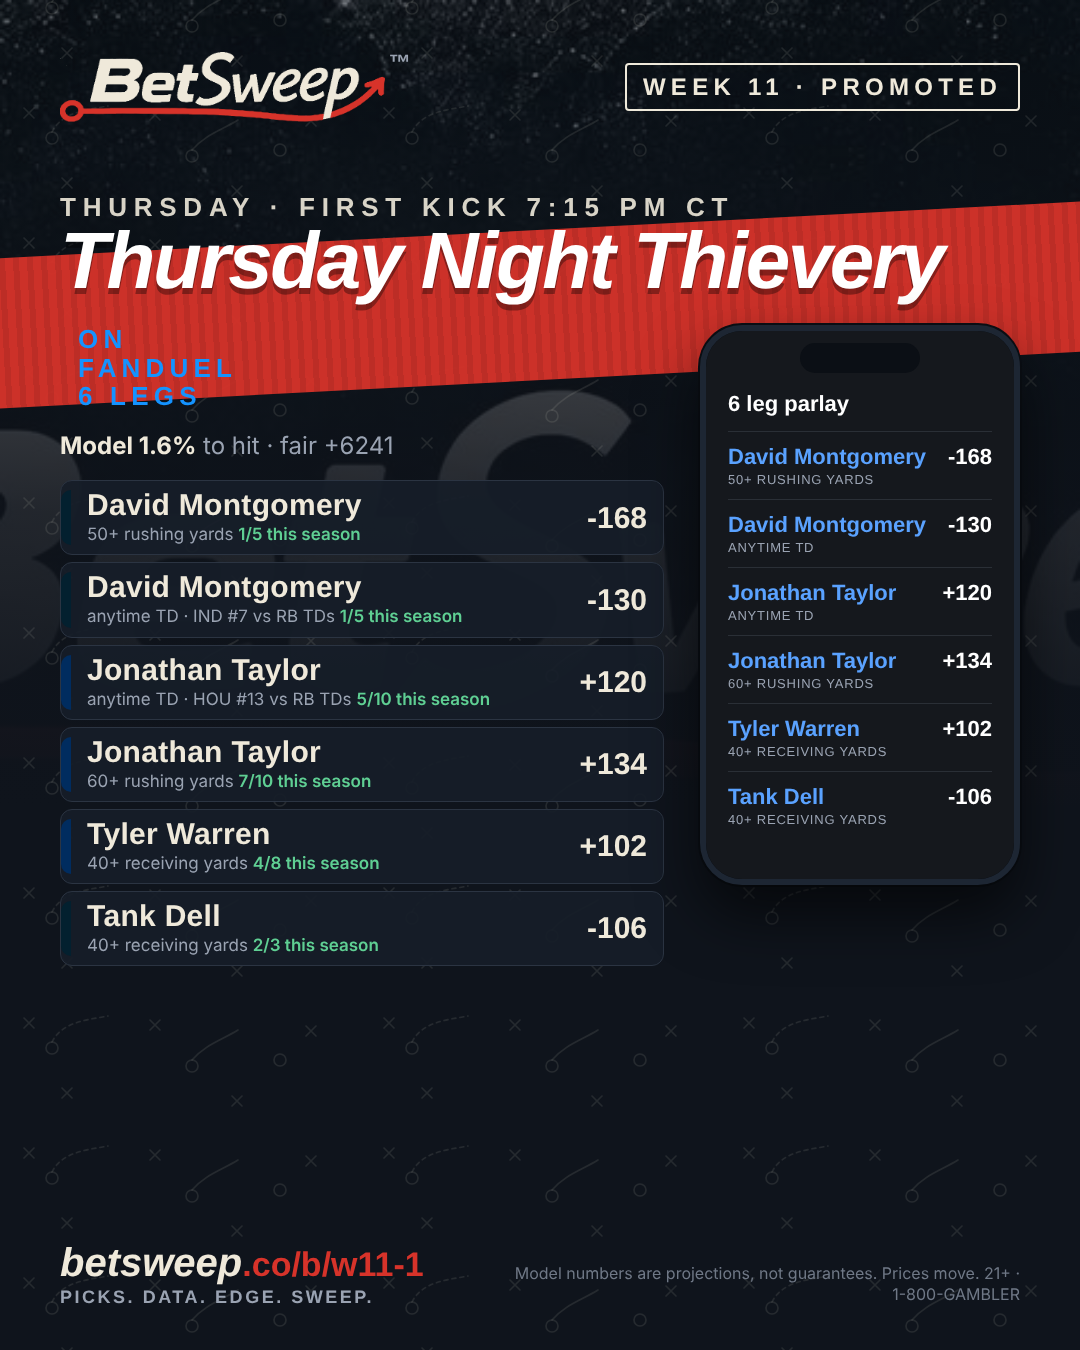 BetSweep™
WEEK 11 · PROMOTED
THURSDAY · FIRST KICK 7:15 PM CT
Thursday Night Thievery
ON
FANDUEL
6 LEGS
Model 1.6% to hit · fair +6241
David Montgomery
50+ rushing yards 1/5 this season
-168
David Montgomery
anytime TD · IND #7 vs RB TDs 1/5 this season
-130
Jonathan Taylor
anytime TD · HOU #13 vs RB TDs 5/10 this season
+120
Jonathan Taylor
60+ rushing yards 7/10 this season
+134
Tyler Warren
40+ receiving yards 4/8 this season
+102
Tank Dell
40+ receiving yards 2/3 this season
-106
6 leg parlay
David Montgomery -168
50+ RUSHING YARDS
David Montgomery -130
ANYTIME TD
Jonathan Taylor +120
ANYTIME TD
Jonathan Taylor +134
60+ RUSHING YARDS
Tyler Warren +102
40+ RECEIVING YARDS
Tank Dell -106
40+ RECEIVING YARDS
betsweep.co/b/w11-1
PICKS. DATA. EDGE. SWEEP.
Model numbers are projections, not guarantees. Prices move. 21+ ·
1-800-GAMBLER